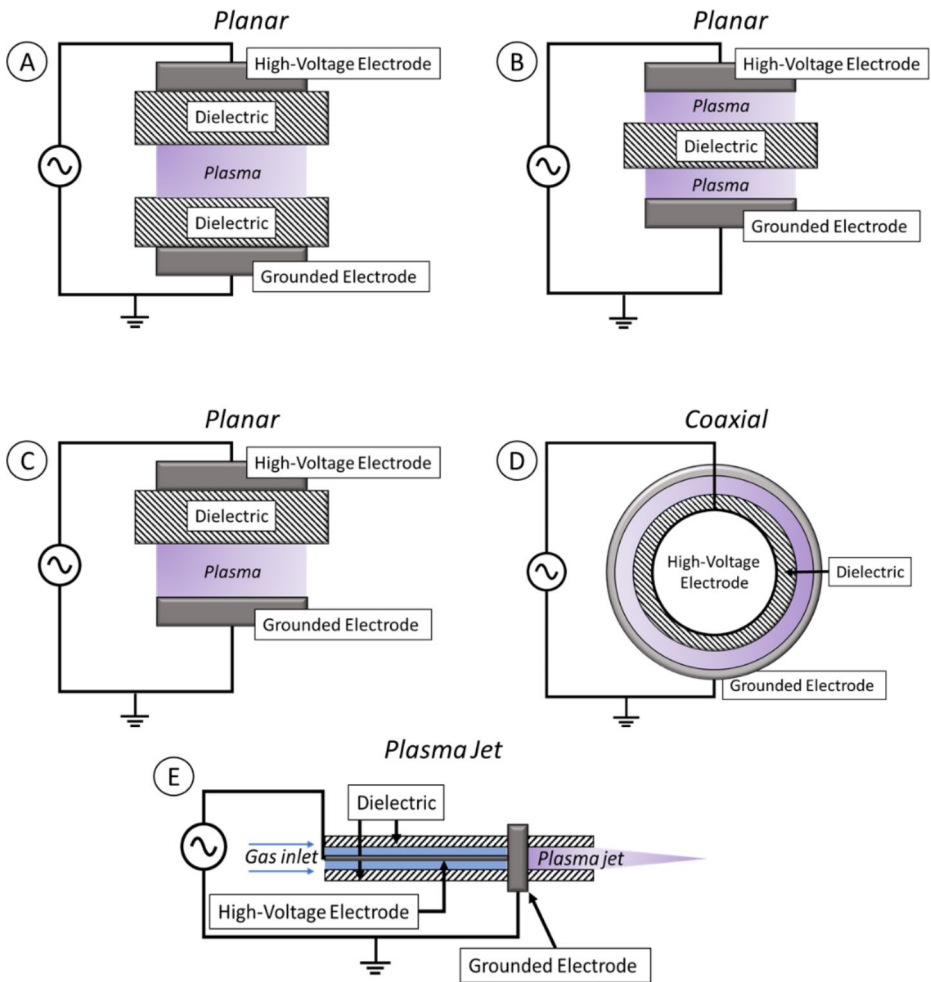 Planar
A
High-Voltage Electrode
Dielectric
Plasma
Dielectric
Grounded Electrode
Planar
B
High-Voltage Electrode
Plasma
Dielectric
Plasma
Grounded Electrode
Planar
C
High-Voltage Electrode
Dielectric
Plasma
Grounded Electrode
Coaxial
D
High-Voltage
Electrode
Dielectric
Grounded Electrode
Plasma Jet
E
Dielectric
Gas inlet
Plasma jet
High-Voltage Electrode
Grounded Electrode